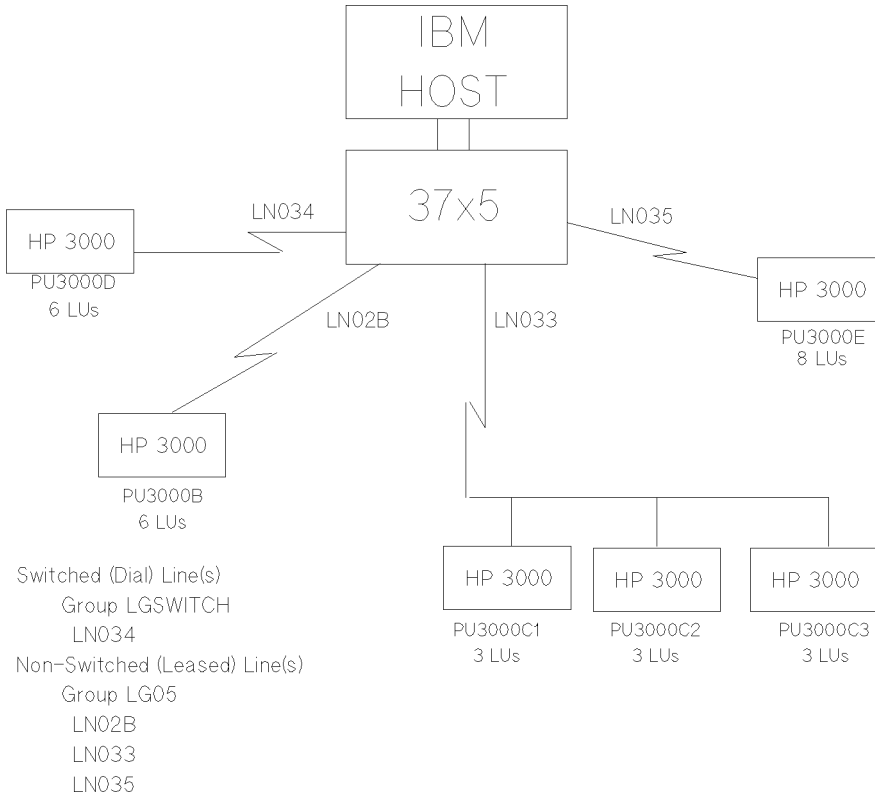 IBM
HOST
37x5
LN034
LN035
HP 3000
PU3000D
6 LUs
HP 3000
PU3000E
8 LUs
LN02B
LN033
HP 3000
PU3000B
6 LUs
HP 3000
PU3000C1
3 LUs
HP 3000
PU3000C2
3 LUs
HP 3000
PU3000C3
3 LUs
Switched (Dial) Line(s)
Group LGSWITCH
LN034
Non-Switched (Leased) Line(s)
Group LG05
LN02B
LN033
LN035